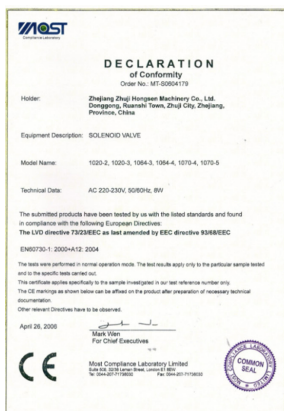 MOST
Compliance Laboratory
DECLARATION
of Conformity
Order No.: MT-S0604179
Holder:
Zhejiang Zhuji Hongsen Machinery Co., Ltd.
Donggong, Ruanshi Town, Zhuji City, Zhejiang,
Province, China
Equipment Description: SOLENOID VALVE
Model Name: 1020-2, 1020-3, 1064-3, 1064-4, 1070-4, 1070-5
Technical Data: AC 220-230V, 50/60Hz, 8W
The submitted products have been tested by us with the listed standards and found
in compliance with the following European Directives:
The LVD directive 73/23/EEC as last amended by EEC directive 93/68/EEC
EN60730-1: 2000+A12: 2004
The tests were performed in normal operation mode. The test results apply only to the particular sample tested
and to the specific tests carried out.
This certificate applies specifically to the sample investigated in our test reference number only.
The CE markings as shown below can be affixed on the product after preparation of necessary technical
documentation.
Other relevant Directives have to be observed.
April 26, 2006
Mark Wen
For Chief Executives
CE
Most Compliance Laboratory Limited
MOST COMPLIANCE LABORATORY
COMMON
SEAL